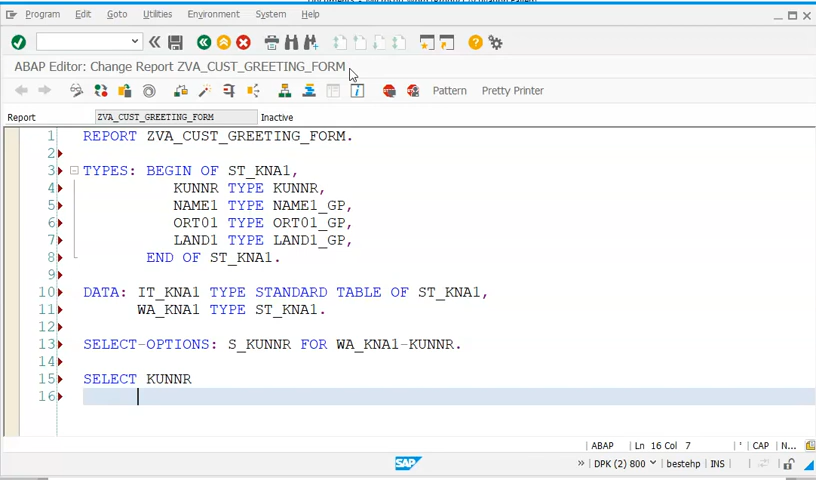 Program Edit Goto Utilities Environment System Help
ABAP Editor: Change Report ZVA_CUST_GREETING_FORM
Pattern Pretty Printer
Report ZVA_CUST_GREETING_FORM Inactive
1 REPORT ZVA_CUST_GREETING_FORM.
2
3 TYPES: BEGIN OF ST_KNA1,
4 KUNNR TYPE KUNNR,
5 NAME1 TYPE NAME1_GP,
6 ORT01 TYPE ORT01_GP,
7 LAND1 TYPE LAND1_GP,
8 END OF ST_KNA1.
9
10 DATA: IT_KNA1 TYPE STANDARD TABLE OF ST_KNA1,
11 WA_KNA1 TYPE ST_KNA1.
12
13 SELECT-OPTIONS: S_KUNNR FOR WA_KNA1-KUNNR.
14
15 SELECT KUNNR
16
ABAP Ln 16 Col 7 CAP N...
SAP » DPK (2) 800 bestehp INS